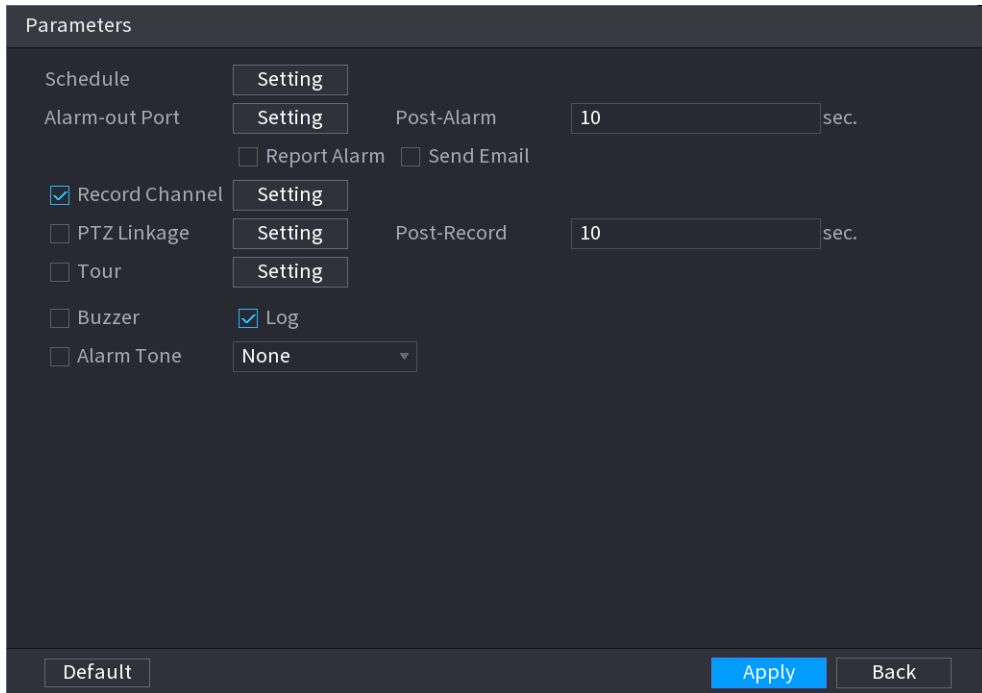 Parameters
Schedule Setting
Alarm-out Port Setting Post-Alarm 10 sec.
Report Alarm Send Email
Record Channel Setting
PTZ Linkage Setting Post-Record 10 sec.
Tour Setting
Buzzer Log
Alarm Tone None
Default Apply Back